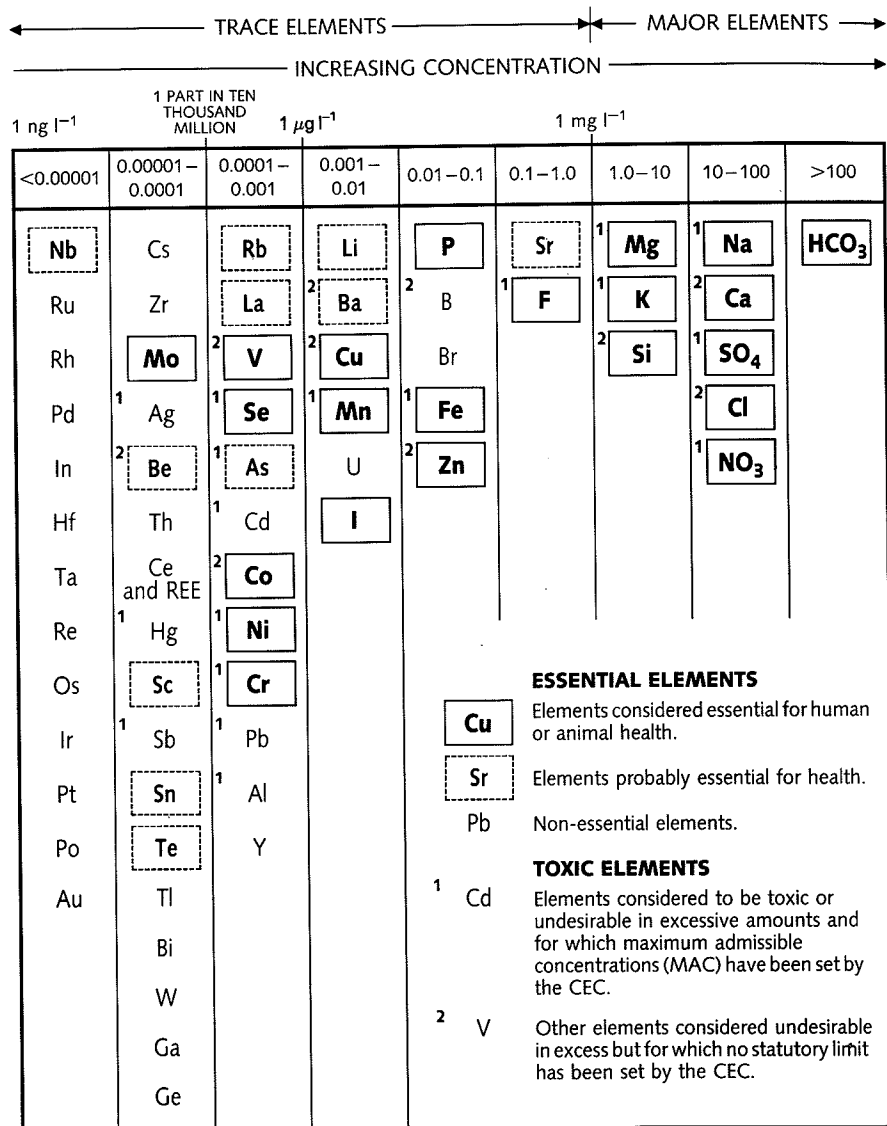 TRACE ELEMENTS MAJOR ELEMENTS
INCREASING CONCENTRATION
1 ng l⁻¹ 1 PART IN TEN THOUSAND MILLION 1 μg l⁻¹ 1 mg l⁻¹
<0.00001 0.00001–0.0001 0.0001–0.001 0.001–0.01 0.01–0.1 0.1–1.0 1.0–10 10–100 >100
Nb Cs Rb Li P Sr 1 Mg 1 Na HCO₃
Ru Zr La 2 Ba 2 B 1 F 1 K 2 Ca
Rh Mo 2 V 2 Cu Br 2 Si 1 SO₄
Pd 1 Ag 1 Se 1 Mn 1 Fe 2 Cl
In 2 Be 1 As U 2 Zn 1 NO₃
Hf Th 1 Cd I
Ta Ce and REE 2 Co
Re 1 Hg 1 Ni
Os Sc 1 Cr
Ir 1 Sb 1 Pb
Pt Sn 1 Al
Po Te Y
Au Tl
Bi
W
Ga
Ge
ESSENTIAL ELEMENTS
Cu Elements considered essential for human
or animal health.
Sr Elements probably essential for health.
Pb Non-essential elements.
TOXIC ELEMENTS
1 Cd Elements considered to be toxic or
undesirable in excessive amounts and
for which maximum admissible
concentrations (MAC) have been set by
the CEC.
2 V Other elements considered undesirable
in excess but for which no statutory limit
has been set by the CEC.